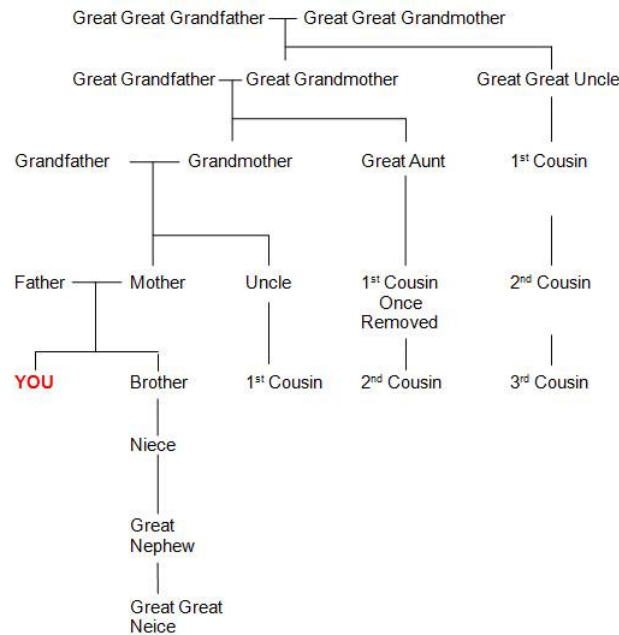 Great Great Grandfather Great Great Grandmother
Great Grandfather Great Grandmother Great Great Uncle
Grandfather Grandmother Great Aunt 1st Cousin
Father Mother Uncle 1st Cousin Once Removed 2nd Cousin
YOU Brother 1st Cousin 2nd Cousin 3rd Cousin
Niece
Great
Nephew
Great Great
Neice